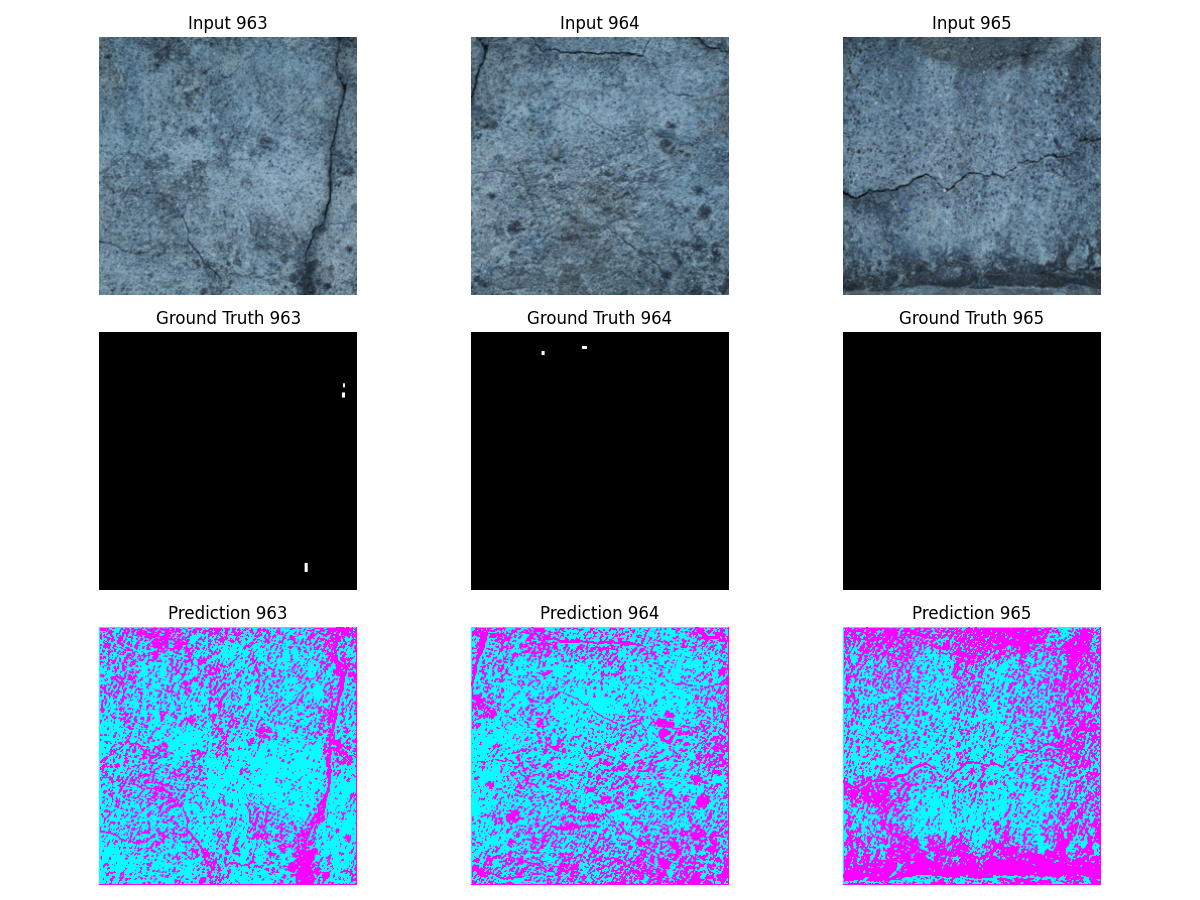 Input 963
Input 964
Input 965
Ground Truth 963
Ground Truth 964
Ground Truth 965
Prediction 963
Prediction 964
Prediction 965